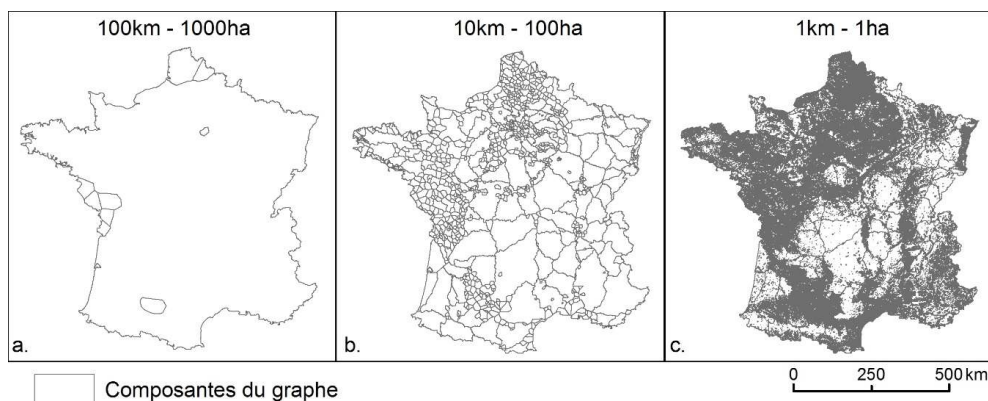 100km - 1000ha
10km - 100ha
1km - 1ha
a.
b.
c.
Composantes du graphe
0 250 500 km